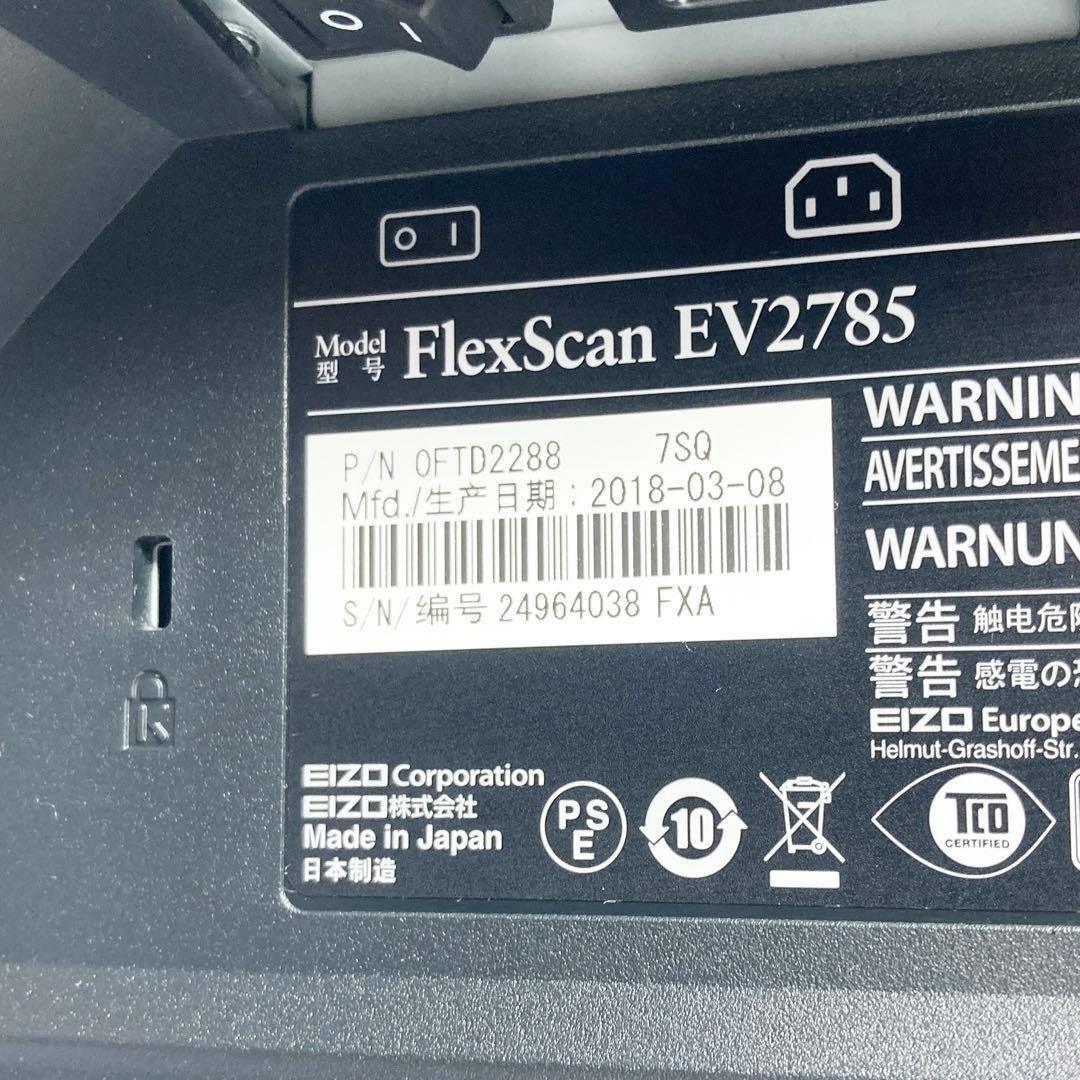 Model FlexScan EV2785
型号
P/N 0FTD2288 7SQ
Mfd./生产日期 : 2018-03-08
S/N/编号 24964038 FXA
WARNIN
AVERTISSEME
WARNUN
警告 触电危
警告 感電の
EIZO Europe
Helmut-Grashoff-Str.
EIZO Corporation
EIZO株式会社
Made in Japan
日本制造
PSE
10
TCO
CERTIFIED